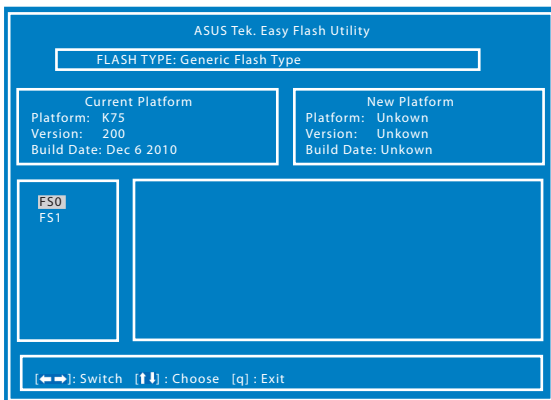 ASUS Tek. Easy Flash Utility
FLASH TYPE: Generic Flash Type
Current Platform
Platform: K75
Version: 200
Build Date: Dec 6 2010
New Platform
Platform: Unkown
Version: Unkown
Build Date: Unkown
FS0
FS1
[⬅➡]: Switch [⬆⬇] : Choose [q] : Exit